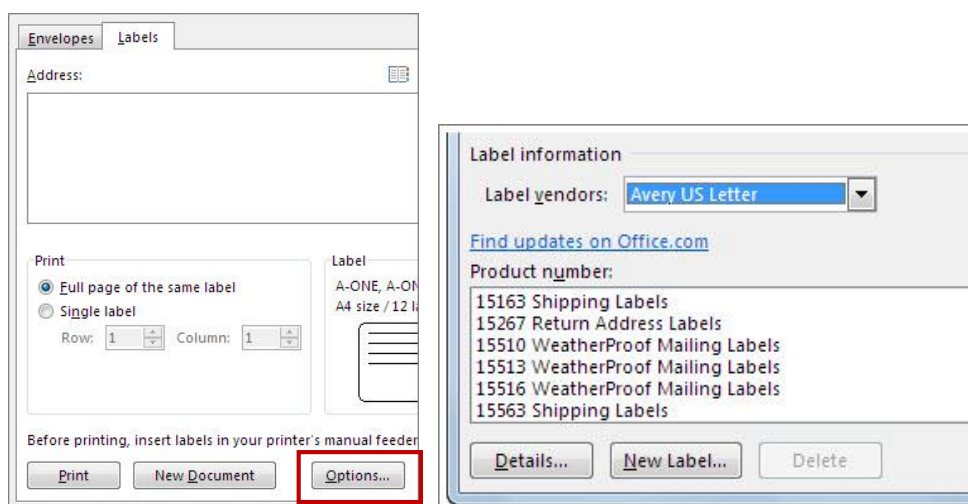 Envelopes Labels
Address:
Print
Full page of the same label
Single label
Row: 1 Column: 1
Label
A-ONE, A-ON
A4 size / 12 la
Before printing, insert labels in your printer's manual feeder
Print New Document Options...
Label information
Label vendors: Avery US Letter
Find updates on Office.com
Product number:
15163 Shipping Labels
15267 Return Address Labels
15510 WeatherProof Mailing Labels
15513 WeatherProof Mailing Labels
15516 WeatherProof Mailing Labels
15563 Shipping Labels
Details... New Label... Delete